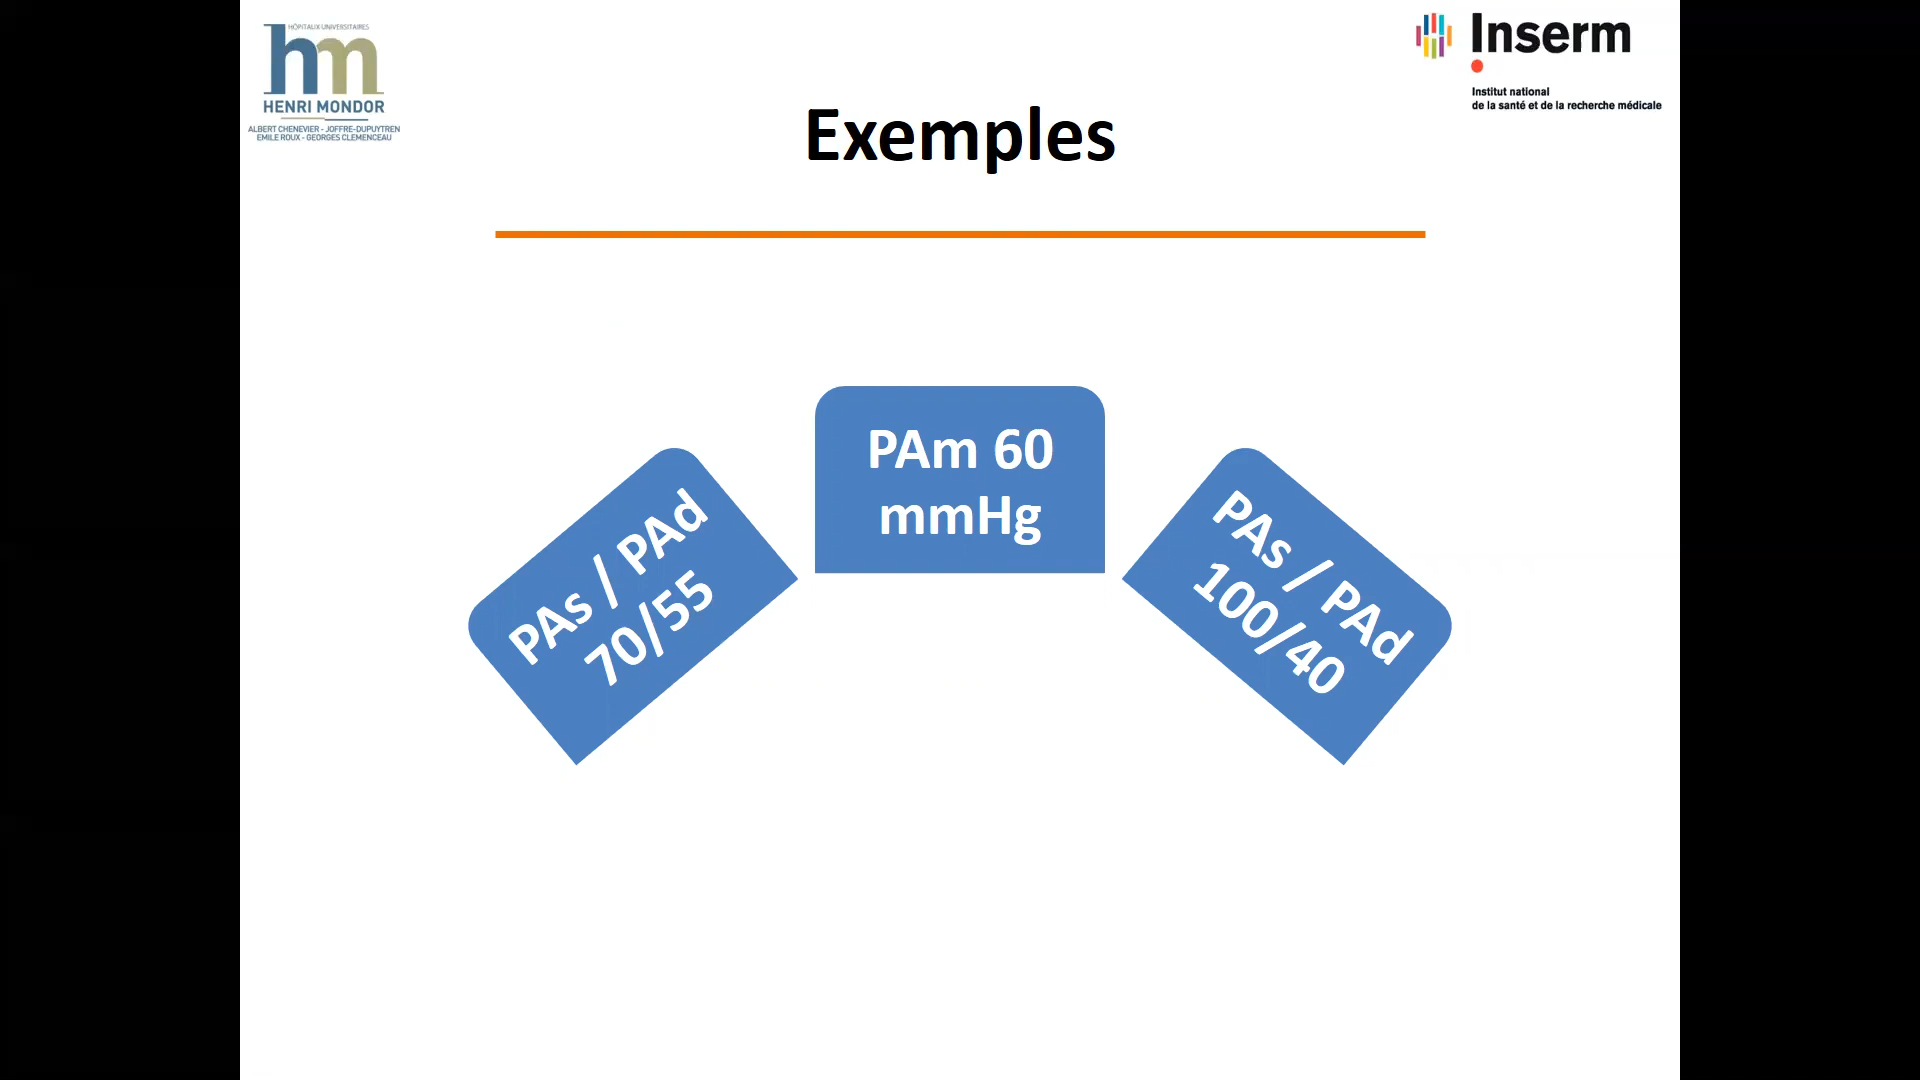 HÔPITAUX UNIVERSITAIRES
hm
HENRI MONDOR
ALBERT CHENEVIER - JOFFRE-DUPUYTREN
EMILE ROUX - GEORGES CLEMENCEAU
Inserm
Institut national
de la santé et de la recherche médicale
Exemples
PAs / PAd
70/55
PAm 60
mmHg
PAs / PAd
100/40